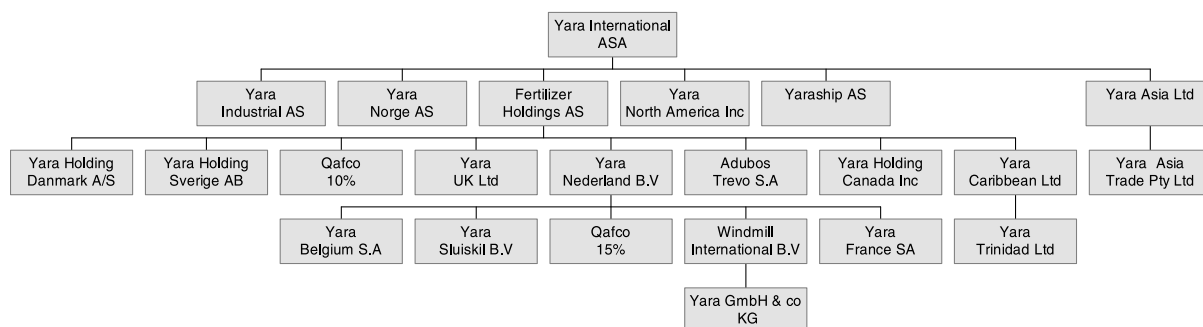 Yara International
ASA
Yara
Industrial AS
Yara
Norge AS
Fertilizer
Holdings AS
Yara
North America Inc
Yaraship AS
Yara Asia Ltd
Yara Holding
Danmark A/S
Yara Holding
Sverige AB
Qafco
10%
Yara
UK Ltd
Yara
Nederland B.V
Adubos
Trevo S.A
Yara Holding
Canada Inc
Yara
Caribbean Ltd
Yara Asia
Trade Pty Ltd
Yara
Belgium S.A
Yara
Sluiskil B.V
Qafco
15%
Windmill
International B.V
Yara
France SA
Yara
Trinidad Ltd
Yara GmbH & co
KG